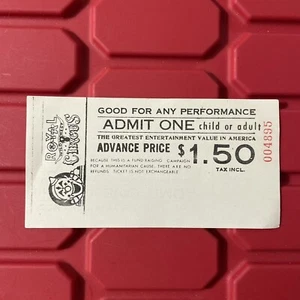 ROYAL
CIRCUS
GOOD FOR ANY PERFORMANCE
ADMIT ONE child or adult
THE GREATEST ENTERTAINMENT VALUE IN AMERICA
ADVANCE PRICE $1.50
TAX INCL.
BECAUSE THIS IS A FUND RAISING CAMPAIGN
FOR A HUMANITARIAN CAUSE, THERE ARE NO
REFUNDS. TICKET IS NOT EXCHANGEABLE
004895